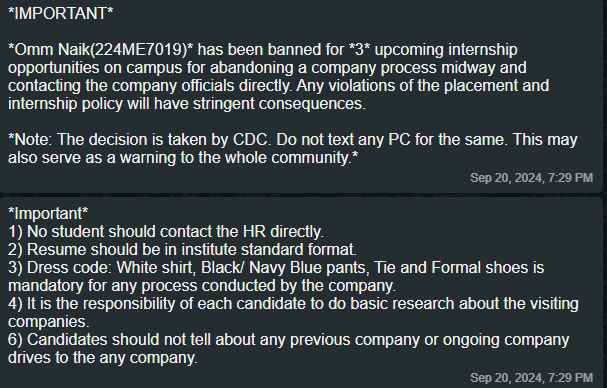 *IMPORTANT*
*Omm Naik(224ME7019)* has been banned for *3* upcoming internship
opportunities on campus for abandoning a company process midway and
contacting the company officials directly. Any violations of the placement and
internship policy will have stringent consequences.
*Note: The decision is taken by CDC. Do not text any PC for the same. This may
also serve as a warning to the whole community.*
Sep 20, 2024, 7:29 PM
*Important*
1) No student should contact the HR directly.
2) Resume should be in institute standard format.
3) Dress code: White shirt, Black/ Navy Blue pants, Tie and Formal shoes is
mandatory for any process conducted by the company.
4) It is the responsibility of each candidate to do basic research about the visiting
companies.
6) Candidates should not tell about any previous company or ongoing company
drives to the any company.
Sep 20, 2024, 7:29 PM